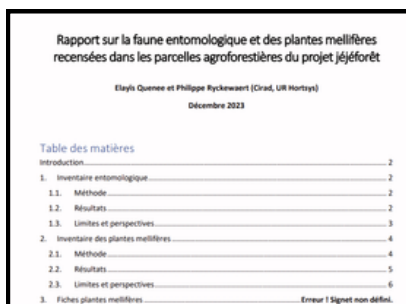 Rapport sur la faune entomologique et des plantes mellifères
recensées dans les parcelles agroforestières du projet jéjéforêt
Elayis Quenee et Philippe Ryckewaert (Cirad, UR Hortsys)
Décembre 2023
Table des matières
Introduction 2
1. Inventaire entomologique 2
1.1. Méthode 2
1.2. Résultats 2
1.3. Limites et perspectives 3
2. Inventaire des plantes mellifères 4
2.1. Méthode 4
2.2. Résultats 5
2.3. Limites et perspectives 6
3. Fiches plantes mellifères Erreur ! Signet non défini.